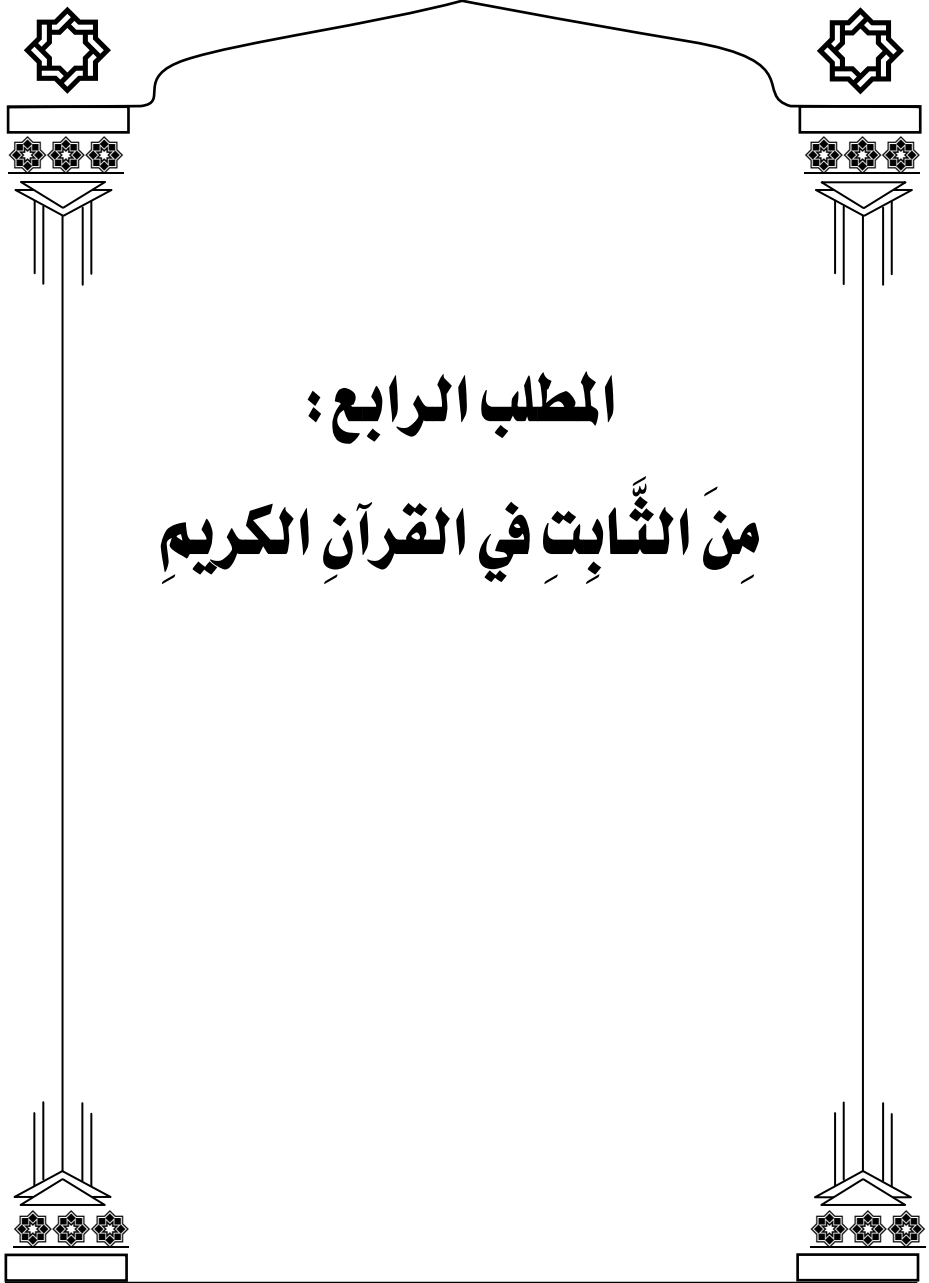 المطلب الرابع :
مِنَ الثَّابِتِ في القرآنِ الكريمِ